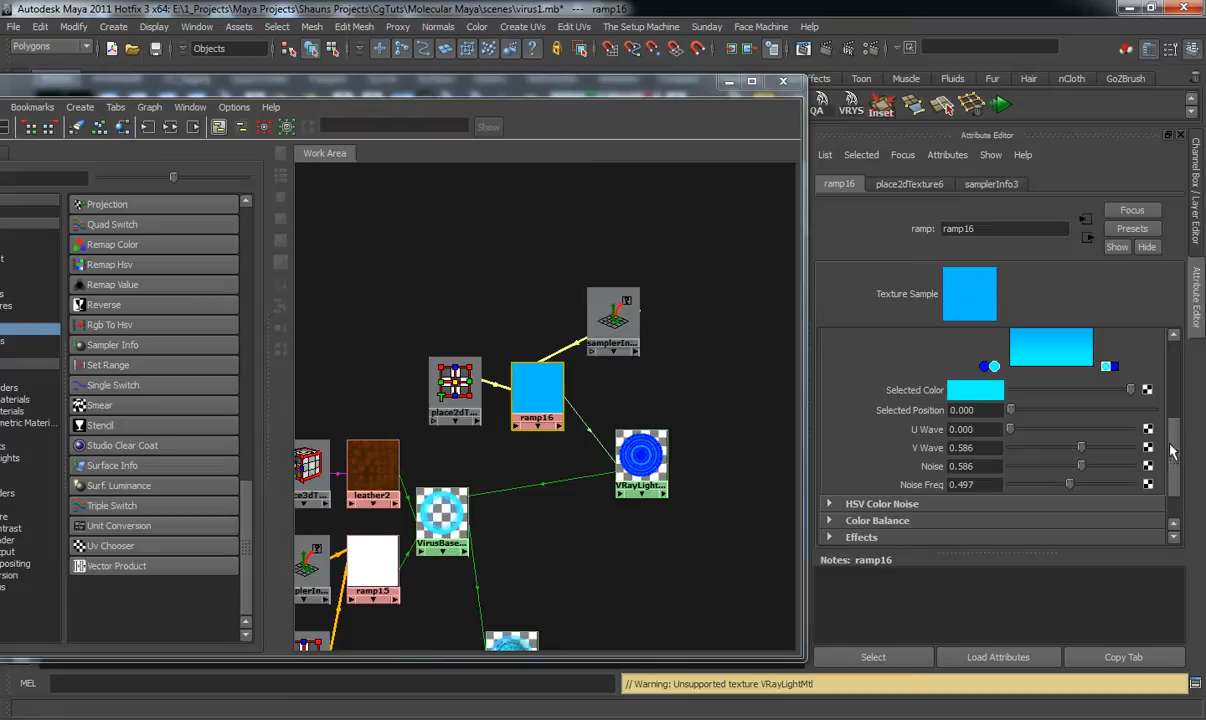 Autodesk Maya 2011 Hotfix 3 x64: E:\1_Projects\Maya Projects\Shauns Projects\CgTuts\Molecular Maya\scenes\virus1.mb* --- ramp16
File Edit Modify Create Display Window Assets Select Mesh Edit Mesh Proxy Normals Color Create UVs Edit UVs The Setup Machine Game Fly Machine Help
Polygons Objects
Toon Muscle Fluids Fur Hair nCloth GoZBrush
Bookmarks Create Tabs Graph Window Options Help
QA VRYS Inset
Show
Attribute Editor
Work Area
List Selected Focus Attributes Show Help
ramp16 place2dTexture6 samplerInfo3
Projection
Quad Switch
Remap Color
Remap Hsv
Remap Value
Reverse
Rgb To Hsv
Sampler Info
Set Range
Single Switch
Smear
Stencil
Studio Clear Coat
Surface Info
Surf. Luminance
Triple Switch
Unit Conversion
Uv Chooser
Vector Product
samplerIn...
place2dT...
ramp16
leather2
VRayLight...
VirusBase...
ramp15
ramp: ramp16
Focus
Presets
Show Hide
Texture Sample
Selected Color
Selected Position 0.000
U Wave 0.000
V Wave 0.586
Noise 0.586
Noise Freq 0.497
HSV Color Noise
Color Balance
Effects
Notes: ramp16
Select Load Attributes Copy Tab
Channel Box / Layer Editor
Attribute Editor
MEL
// Warning: Unsupported texture VRayLightMtl